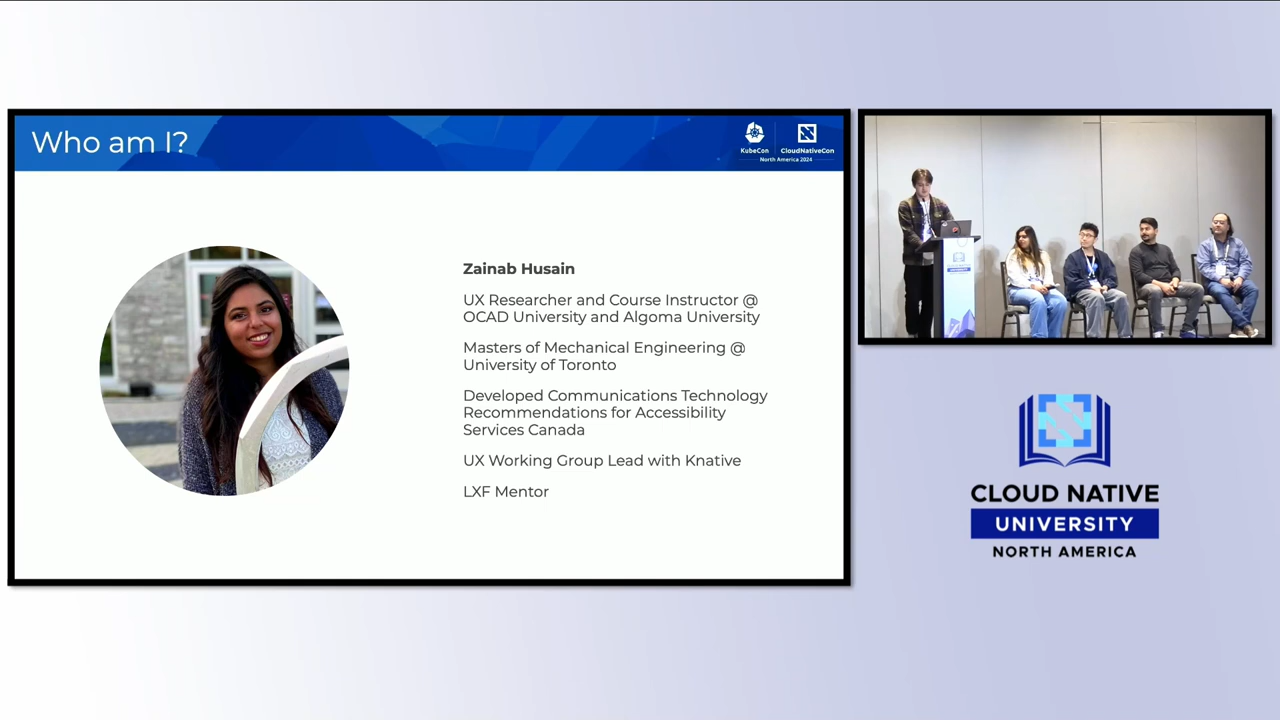 Who am I?
KubeCon
CloudNativeCon
North America 2024
Zainab Husain
UX Researcher and Course Instructor @
OCAD University and Algoma University
Masters of Mechanical Engineering @
University of Toronto
Developed Communications Technology
Recommendations for Accessibility
Services Canada
UX Working Group Lead with Knative
LXF Mentor
CLOUD NATIVE
UNIVERSITY
NORTH AMERICA